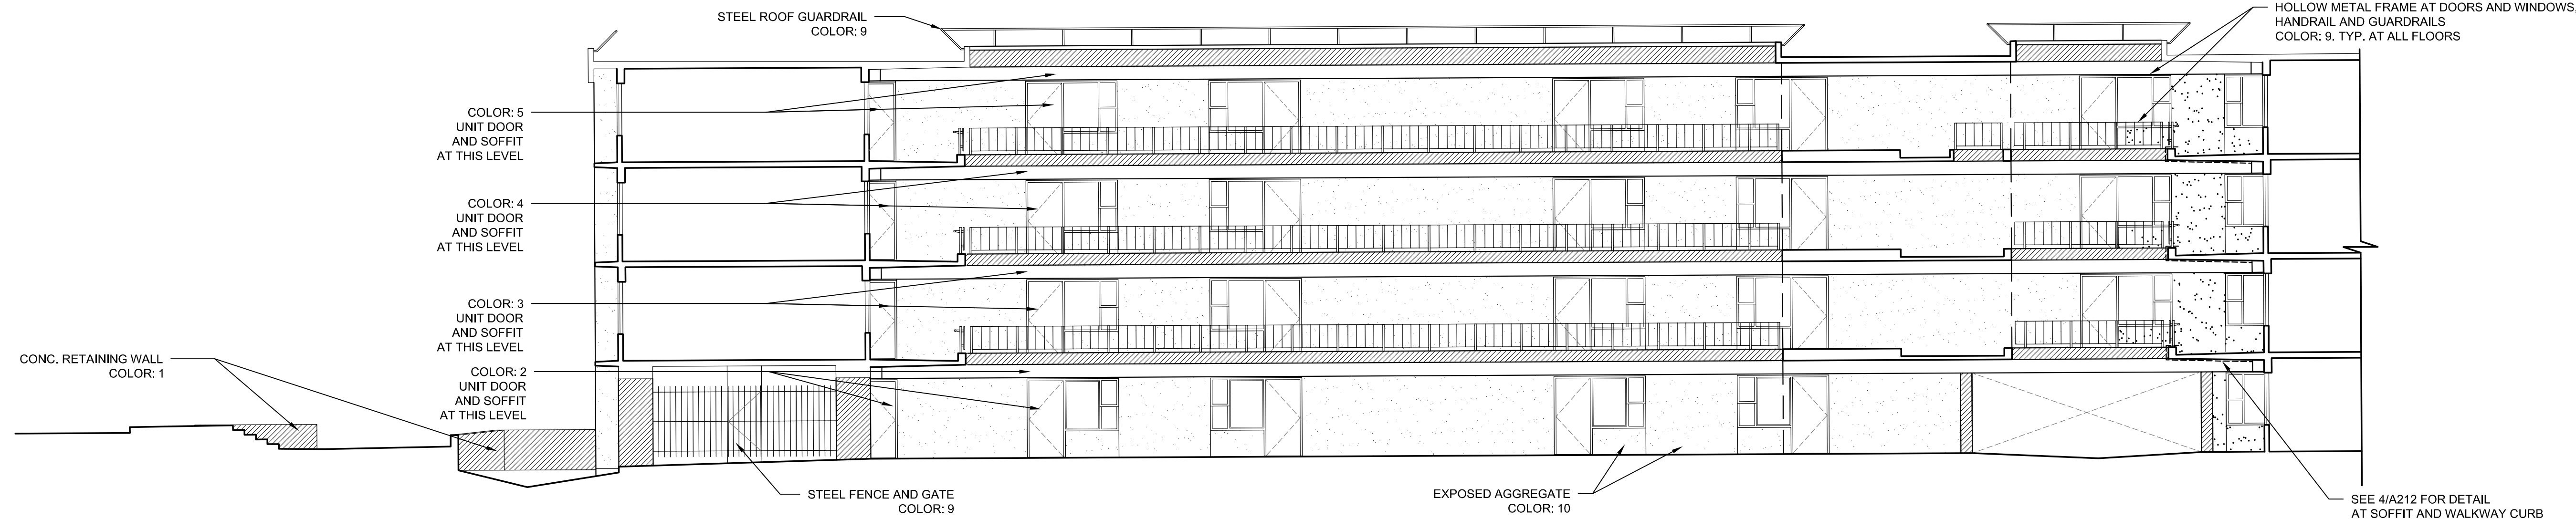 STEEL ROOF GUARDRAIL
COLOR: 9
HOLLOW METAL FRAME AT DOORS AND WINDOWS,
HANDRAIL AND GUARDRAILS
COLOR: 9. TYP. AT ALL FLOORS
COLOR: 5
UNIT DOOR
AND SOFFIT
AT THIS LEVEL
COLOR: 4
UNIT DOOR
AND SOFFIT
AT THIS LEVEL
COLOR: 3
UNIT DOOR
AND SOFFIT
AT THIS LEVEL
CONC. RETAINING WALL
COLOR: 1
COLOR: 2
UNIT DOOR
AND SOFFIT
AT THIS LEVEL
STEEL FENCE AND GATE
COLOR: 9
EXPOSED AGGREGATE
COLOR: 10
SEE 4/A212 FOR DETAIL
AT SOFFIT AND WALKWAY CURB